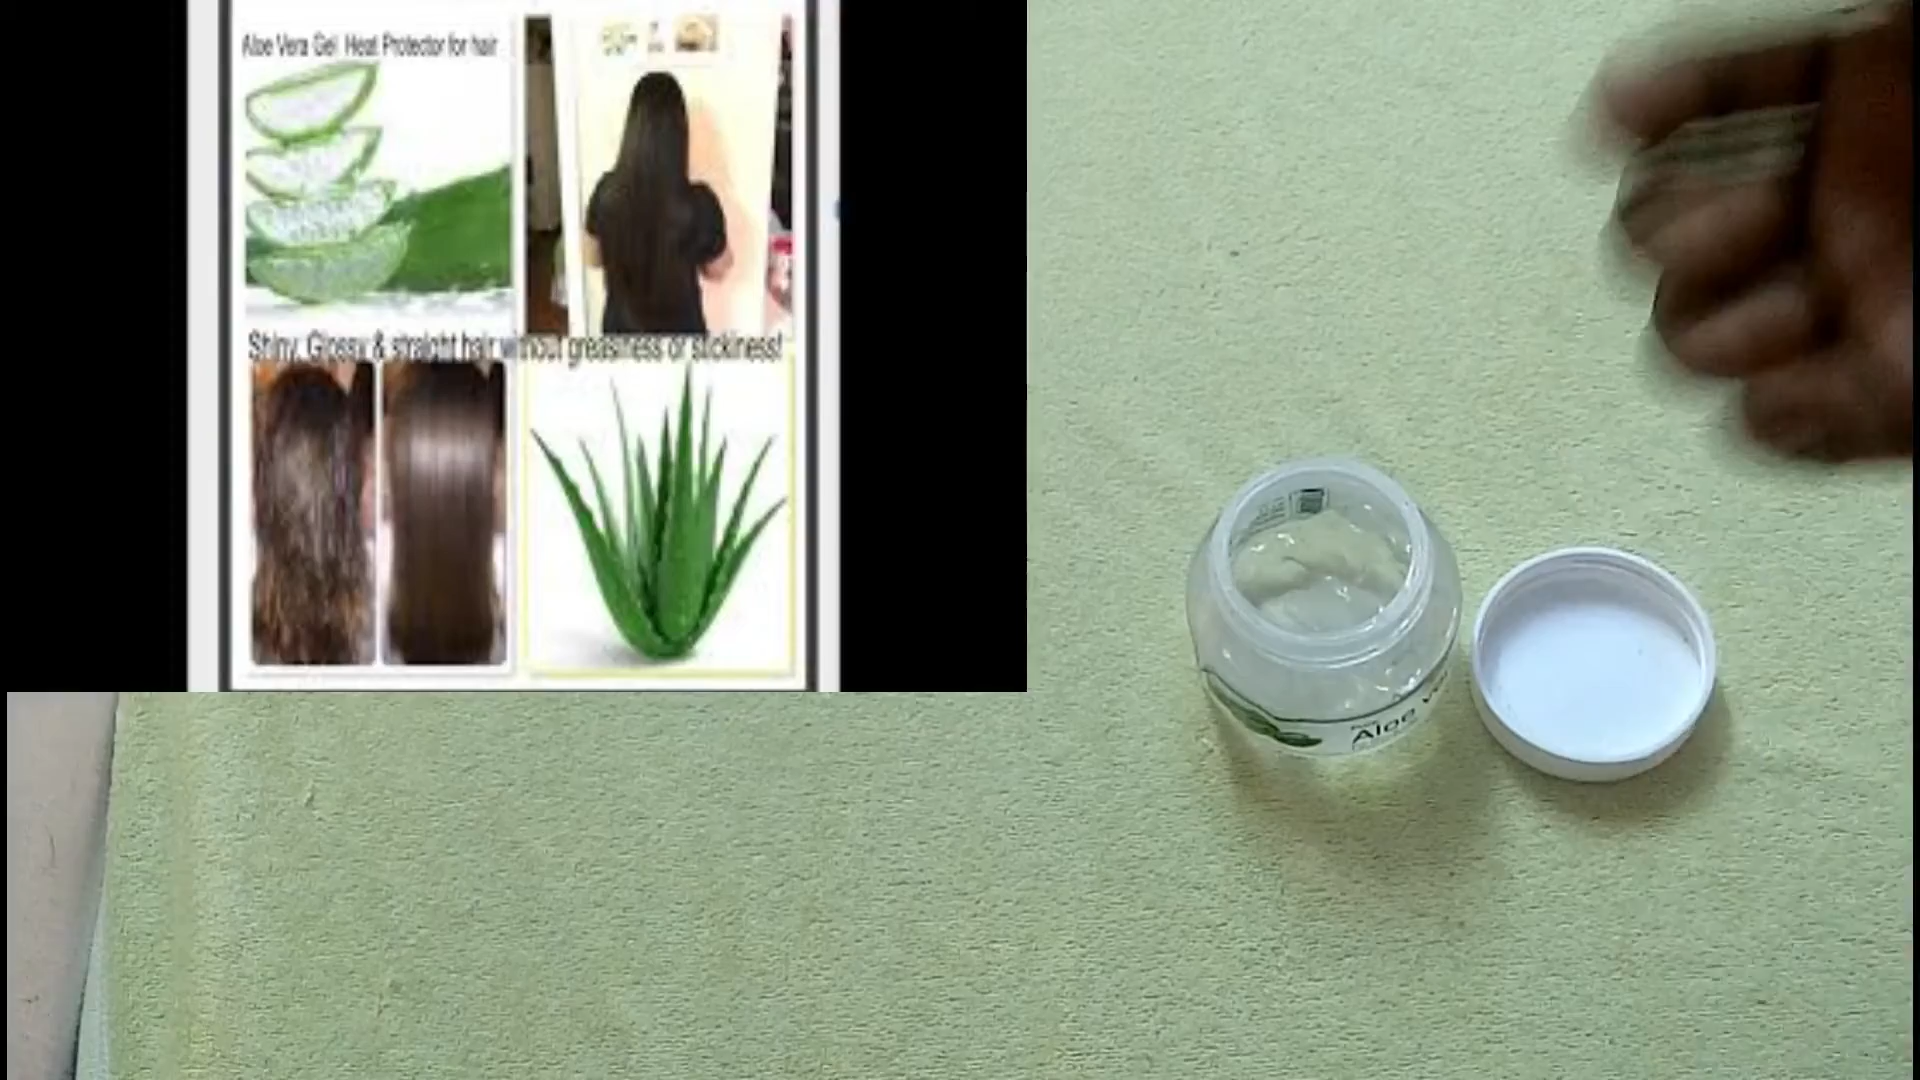 Aloe Vera Gel Heat Protector for hair
Shiny, Glossy & straight hair without greasiness or stickiness!
Aloe